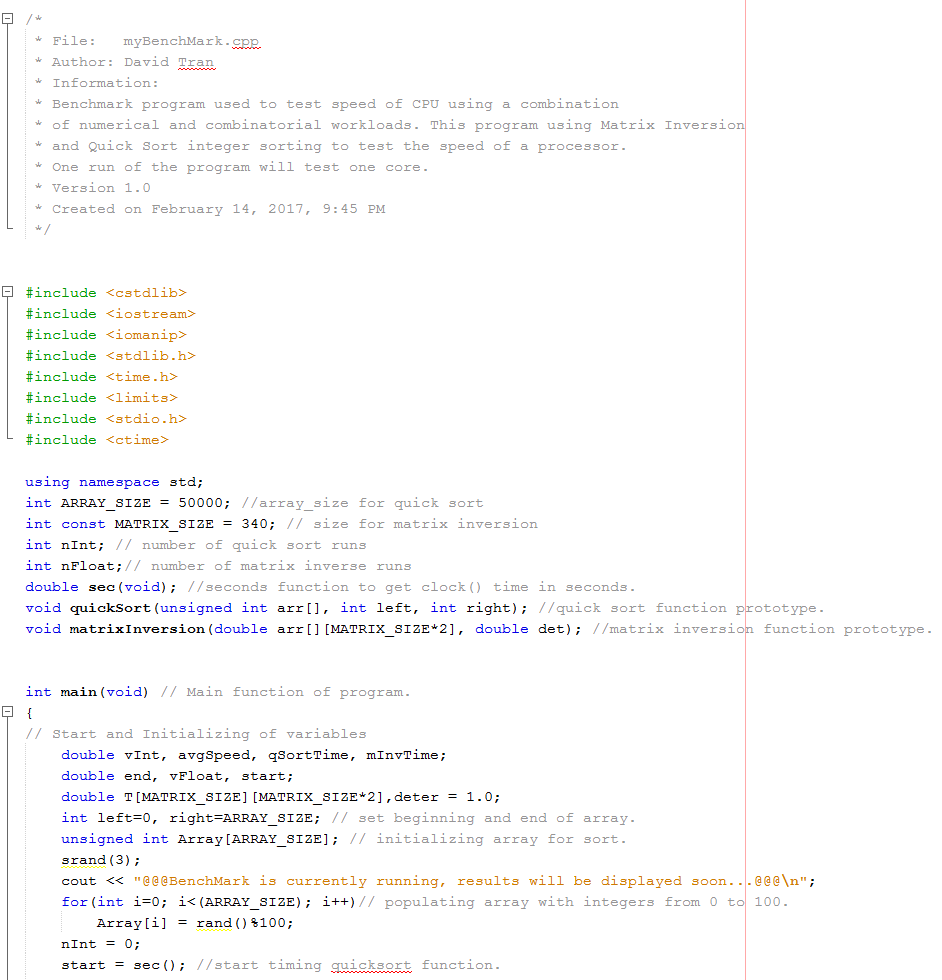 /*
 * File:   myBenchMark.cpp
 * Author: David Tran
 * Information:
 * Benchmark program used to test speed of CPU using a combination
 * of numerical and combinatorial workloads. This program using Matrix Inversion
 * and Quick Sort integer sorting to test the speed of a processor.
 * One run of the program will test one core.
 * Version 1.0
 * Created on February 14, 2017, 9:45 PM
 */
#include <cstdlib>
#include <iostream>
#include <iomanip>
#include <stdlib.h>
#include <time.h>
#include <limits>
#include <stdio.h>
#include <ctime>
using namespace std;
int ARRAY_SIZE = 50000; //array_size for quick sort
int const MATRIX_SIZE = 340; // size for matrix inversion
int nInt; // number of quick sort runs
int nFloat;// number of matrix inverse runs
double sec(void); //seconds function to get clock() time in seconds.
void quickSort(unsigned int arr[], int left, int right); //quick sort function prototype.
void matrixInversion(double arr[][MATRIX_SIZE*2], double det); //matrix inversion function prototype.
int main(void) // Main function of program.
{
// Start and Initializing of variables
    double vInt, avgSpeed, qSortTime, mInvTime;
    double end, vFloat, start;
    double T[MATRIX_SIZE][MATRIX_SIZE*2],deter = 1.0;
    int left=0, right=ARRAY_SIZE; // set beginning and end of array.
    unsigned int Array[ARRAY_SIZE]; // initializing array for sort.
    srand(3);
    cout << "@@@BenchMark is currently running, results will be displayed soon...@@@\n";
    for(int i=0; i<(ARRAY_SIZE); i++)// populating array with integers from 0 to 100.
        Array[i] = rand()%100;
    nInt = 0;
    start = sec(); //start timing quicksort function.